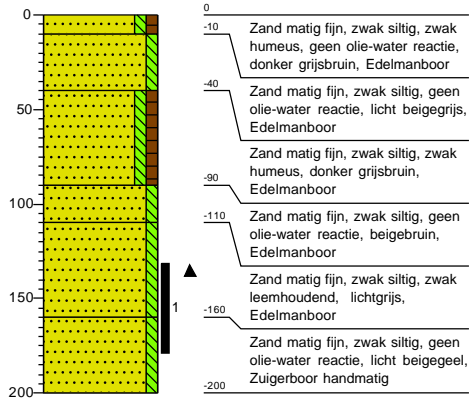 0
50
100
150
200
1
0
-10
-40
-90
-110
-160
-200
Zand matig fijn, zwak siltig, zwak
humeus, geen olie-water reactie,
donker grijsbruin, Edelmanboor
Zand matig fijn, zwak siltig, geen
olie-water reactie, licht beigegrijs,
Edelmanboor
Zand matig fijn, zwak siltig, zwak
humeus, donker grijsbruin,
Edelmanboor
Zand matig fijn, zwak siltig, geen
olie-water reactie, beigebruin,
Edelmanboor
Zand matig fijn, zwak siltig, zwak
leemhoudend, lichtgrijs,
Edelmanboor
Zand matig fijn, zwak siltig, geen
olie-water reactie, licht beigegeel,
Zuigerboor handmatig